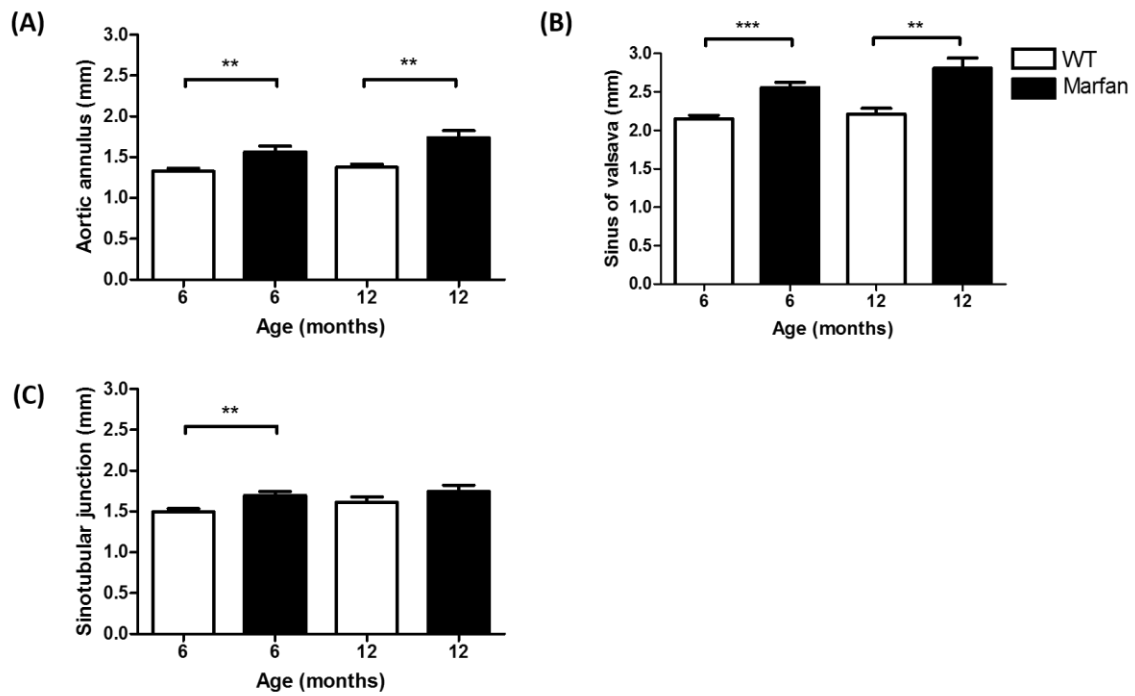 (A)
3.0
2.5
2.0
1.5
1.0
0.5
0.0
Aortic annulus (mm)
**
**
6 6 12 12
Age (months)
(B)
3.0
2.5
2.0
1.5
1.0
0.5
0.0
Sinus of valsava (mm)
***
**
6 6 12 12
Age (months)
WT
Marfan
(C)
3.0
2.5
2.0
1.5
1.0
0.5
0.0
Sinotubular junction (mm)
**
6 6 12 12
Age (months)